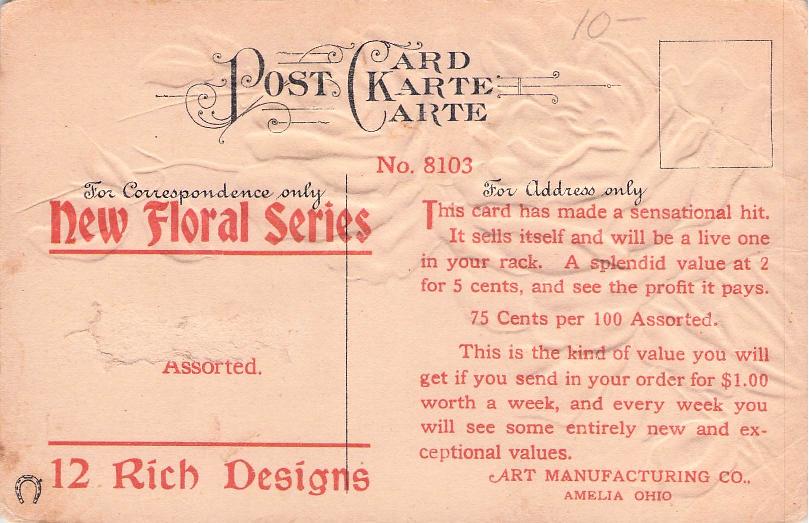 10-
POST CARD
KARTE
CARTE
No. 8103
For Correspondence only
For Address only
New Floral Series
Assorted.
12 Rich Designs
This card has made a sensational hit.
It sells itself and will be a live one
in your rack. A splendid value at 2
for 5 cents, and see the profit it pays.
75 Cents per 100 Assorted.
This is the kind of value you will
get if you send in your order for $1.00
worth a week, and every week you
will see some entirely new and ex-
ceptional values.
ART MANUFACTURING CO.,
AMELIA OHIO